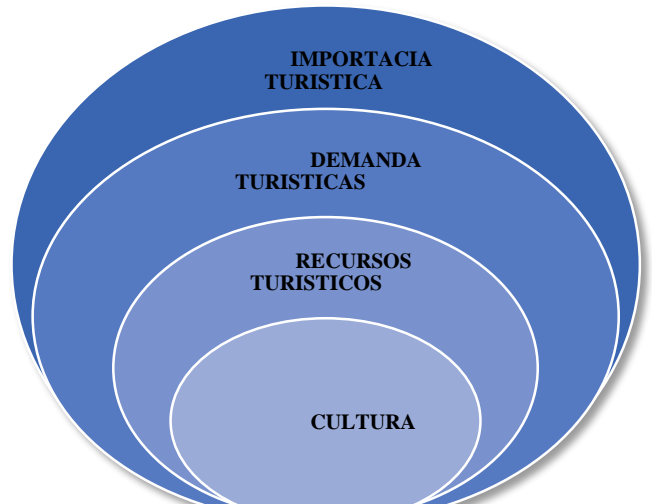 IMPORTACIA
TURISTICA
DEMANDA
TURISTICAS
RECURSOS
TURISTICOS
CULTURA